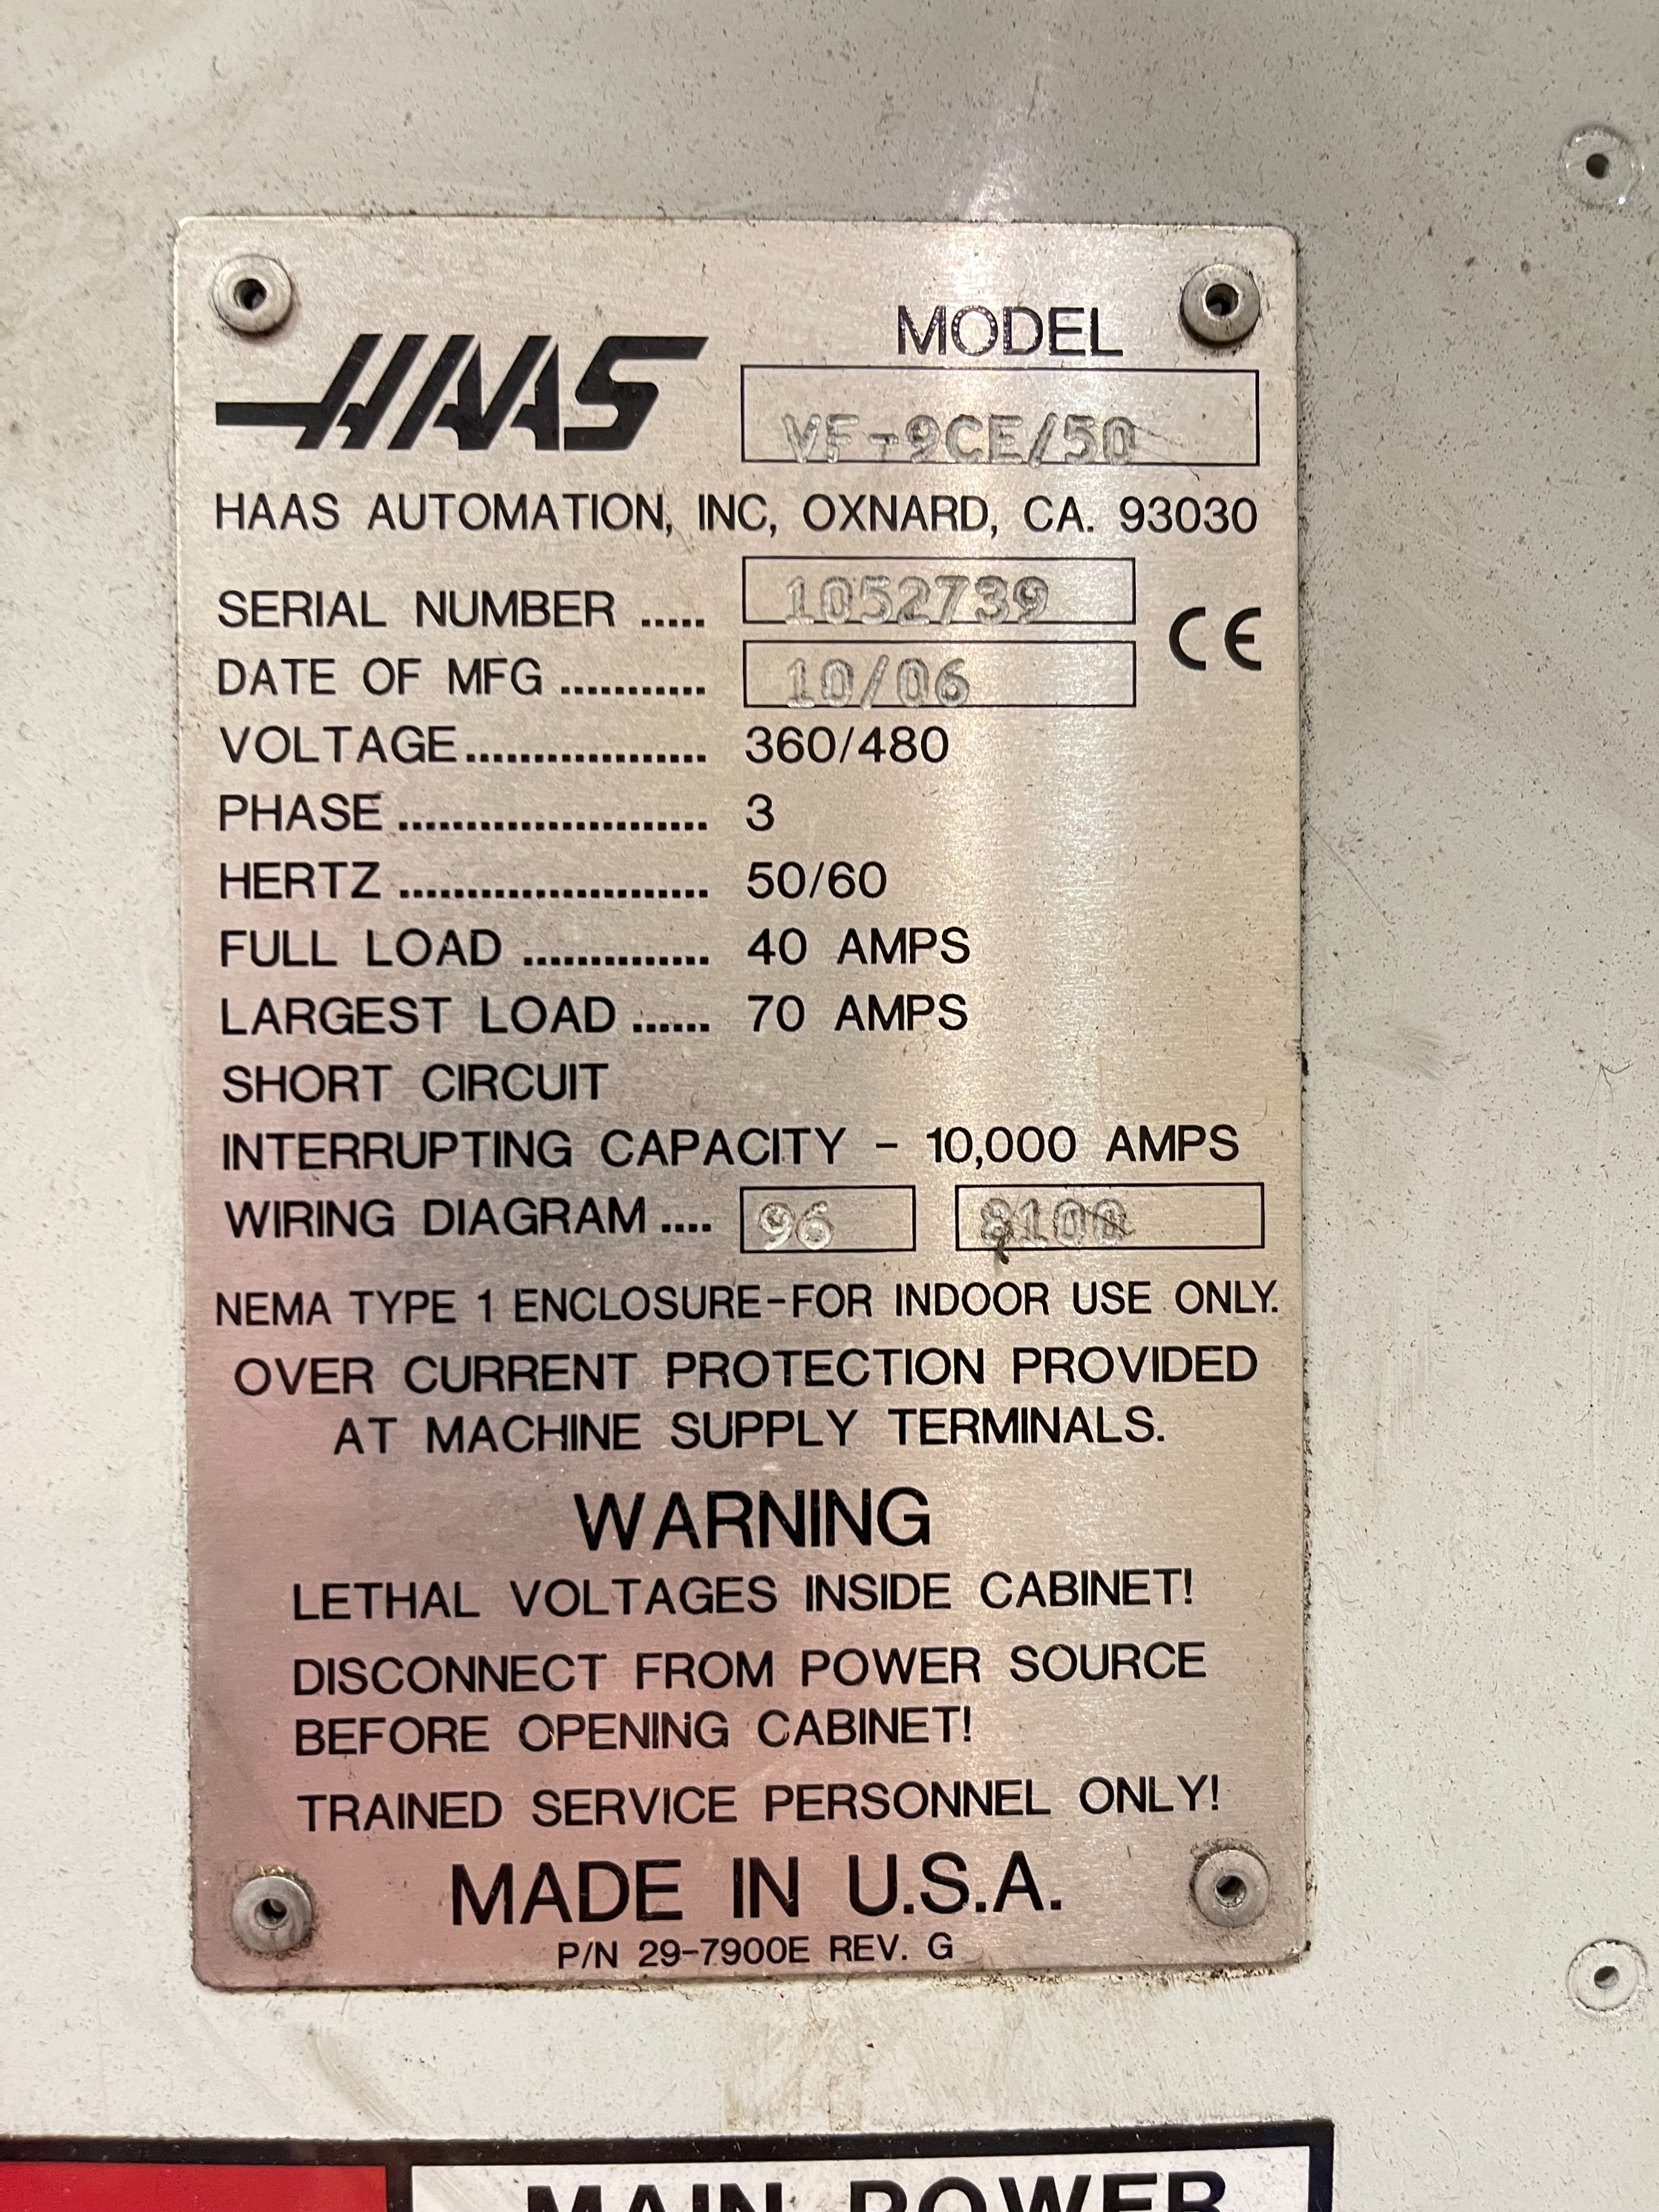 MODEL
HAAS VF-9CE/50
HAAS AUTOMATION, INC, OXNARD, CA. 93030
SERIAL NUMBER ..... 1052739
CE
DATE OF MFG ........... 10/06
VOLTAGE.................. 360/480
PHASE ....................... 3
HERTZ ....................... 50/60
FULL LOAD .............. 40 AMPS
LARGEST LOAD ...... 70 AMPS
SHORT CIRCUIT
INTERRUPTING CAPACITY - 10,000 AMPS
WIRING DIAGRAM .... 96 8100
NEMA TYPE 1 ENCLOSURE-FOR INDOOR USE ONLY.
OVER CURRENT PROTECTION PROVIDED
AT MACHINE SUPPLY TERMINALS.
WARNING
LETHAL VOLTAGES INSIDE CABINET!
DISCONNECT FROM POWER SOURCE
BEFORE OPENING CABINET!
TRAINED SERVICE PERSONNEL ONLY!
MADE IN U.S.A.
P/N 29-7900E REV. G
MAIN POWER